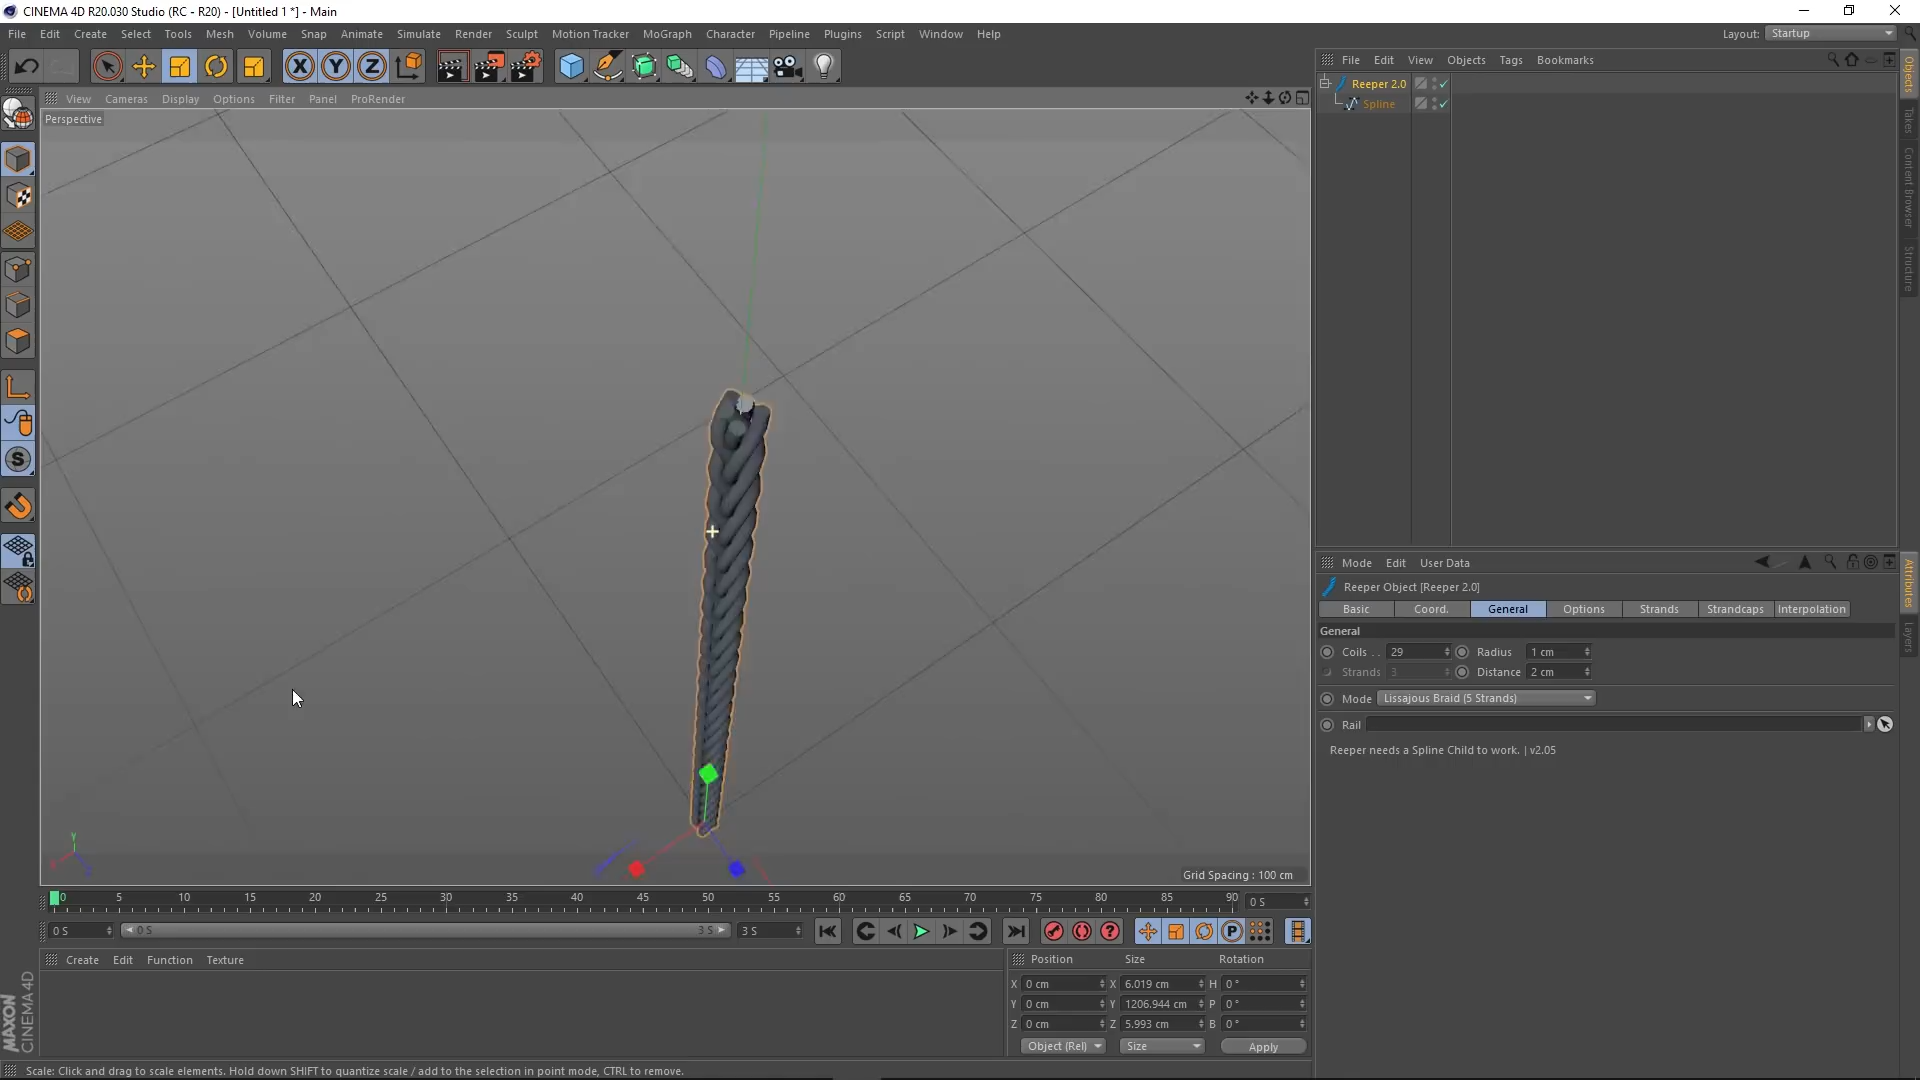 CINEMA 4D R20.030 Studio (RC - R20) - [Untitled 1 *] - Main
File Edit Create Select Tools Mesh Volume Snap Animate Simulate Render Sculpt Motion Tracker MoGraph Character Pipeline Plugins Script Window Help
Layout: Startup
X Y Z
File Edit View Objects Tags Bookmarks
Reeper 2.0
Spline
Objects
Takes
Content Browser
Structure
View Cameras Display Options Filter Panel ProRender
Perspective
Y
Grid Spacing : 100 cm
Mode Edit User Data
Reeper Object [Reeper 2.0]
Basic Coord. General Options Strands Strandcaps Interpolation
General
Coils . . 29 Radius 1 cm
Strands 3 Distance 2 cm
Mode Lissajous Braid (5 Strands)
Rail
Reeper needs a Spline Child to work. | v2.05
Attributes
Layers
0 5 10 15 20 25 30 35 40 45 50 55 60 65 70 75 80 85 90 0 S
0 S 0 S 3 S 3 S
Create Edit Function Texture
Position Size Rotation
X 0 cm X 6.019 cm H 0 °
Y 0 cm Y 1206.944 cm P 0 °
Z 0 cm Z 5.993 cm B 0 °
Object (Rel) Size Apply
MAXON
CINEMA 4D
Scale: Click and drag to scale elements. Hold down SHIFT to quantize scale / add to the selection in point mode, CTRL to remove.